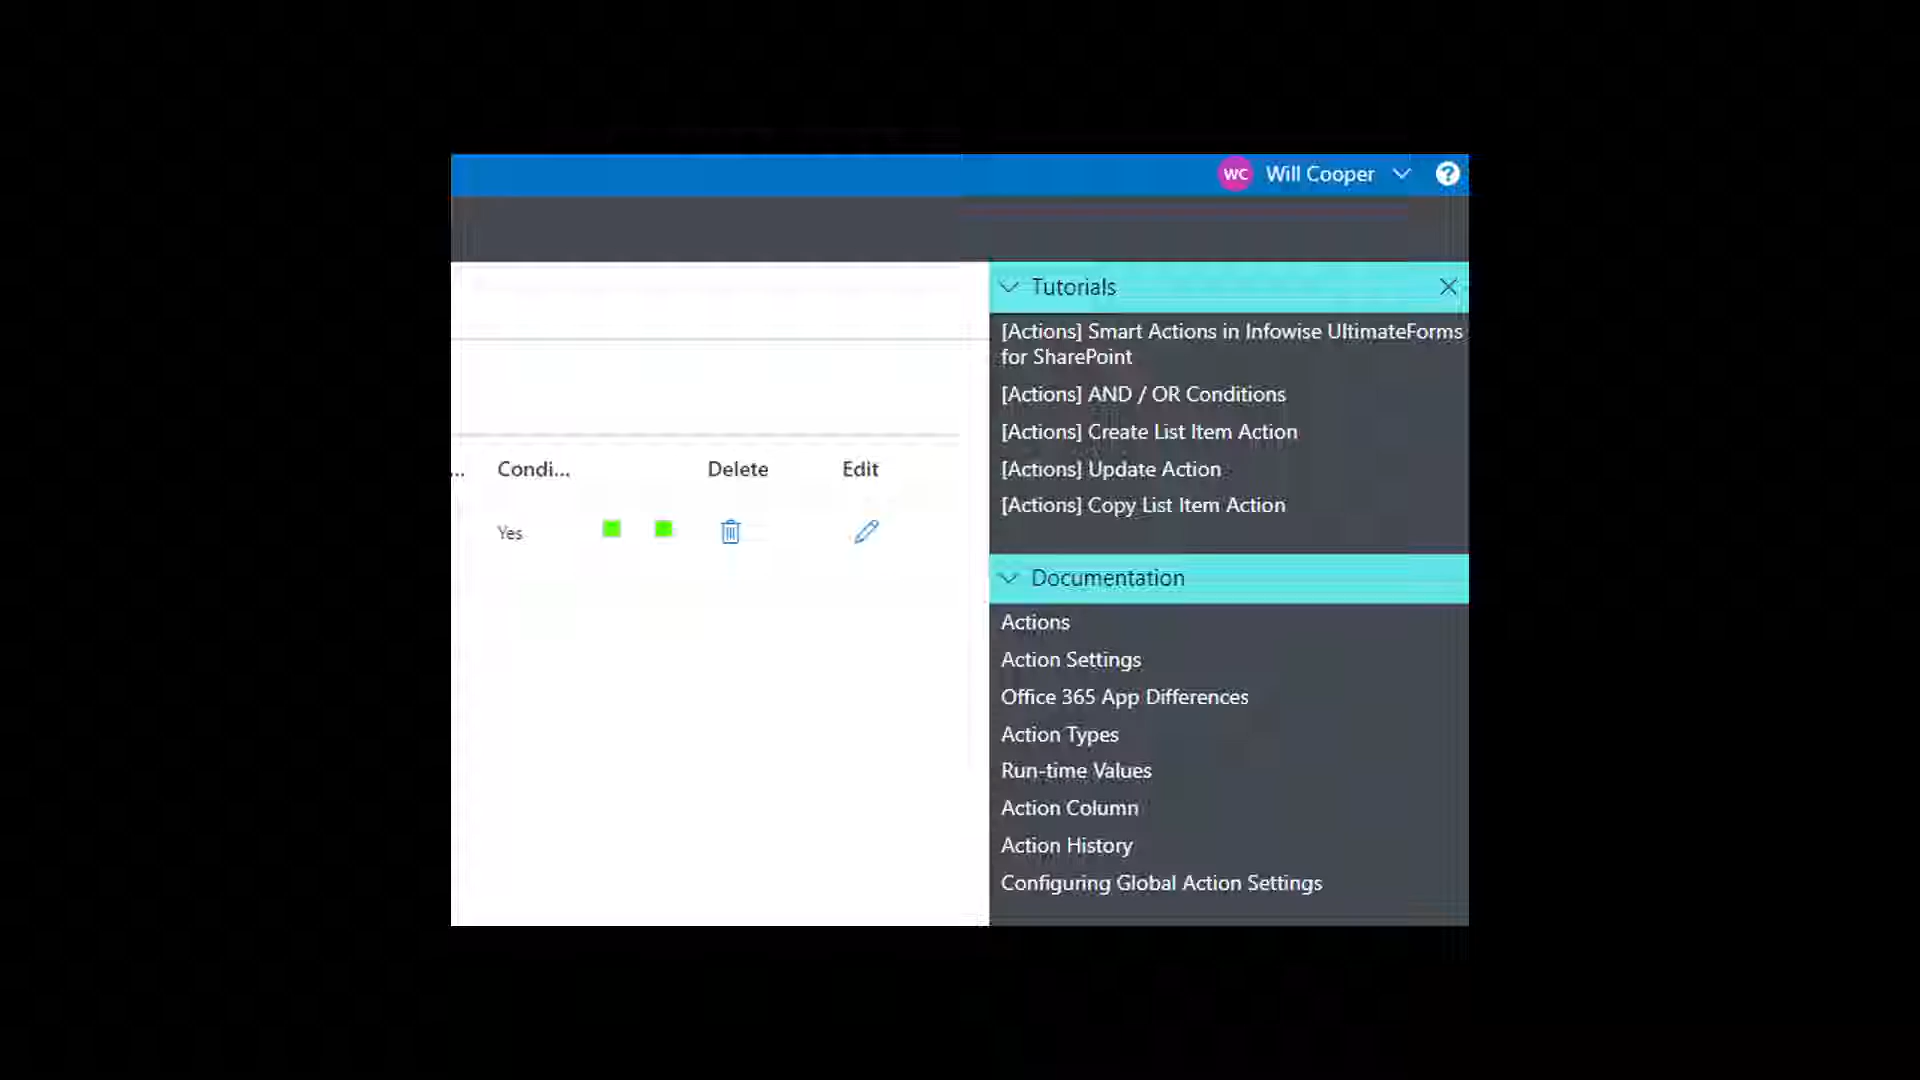 WC Will Cooper ?
Tutorials
[Actions] Smart Actions in Infowise UltimateForms
for SharePoint
[Actions] AND / OR Conditions
[Actions] Create List Item Action
[Actions] Update Action
[Actions] Copy List Item Action
... Condi... Delete Edit
Yes
Documentation
Actions
Action Settings
Office 365 App Differences
Action Types
Run-time Values
Action Column
Action History
Configuring Global Action Settings